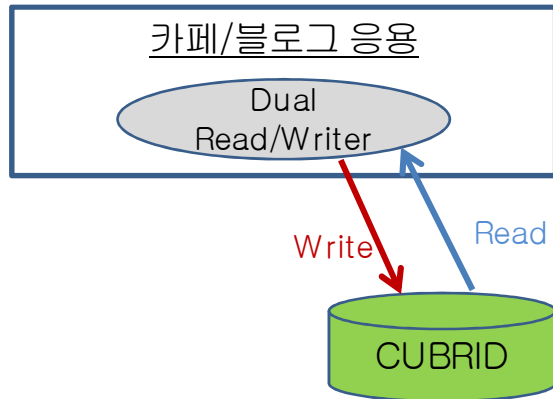 카페/블로그 응용
Dual
Read/Writer
Write
Read
CUBRID